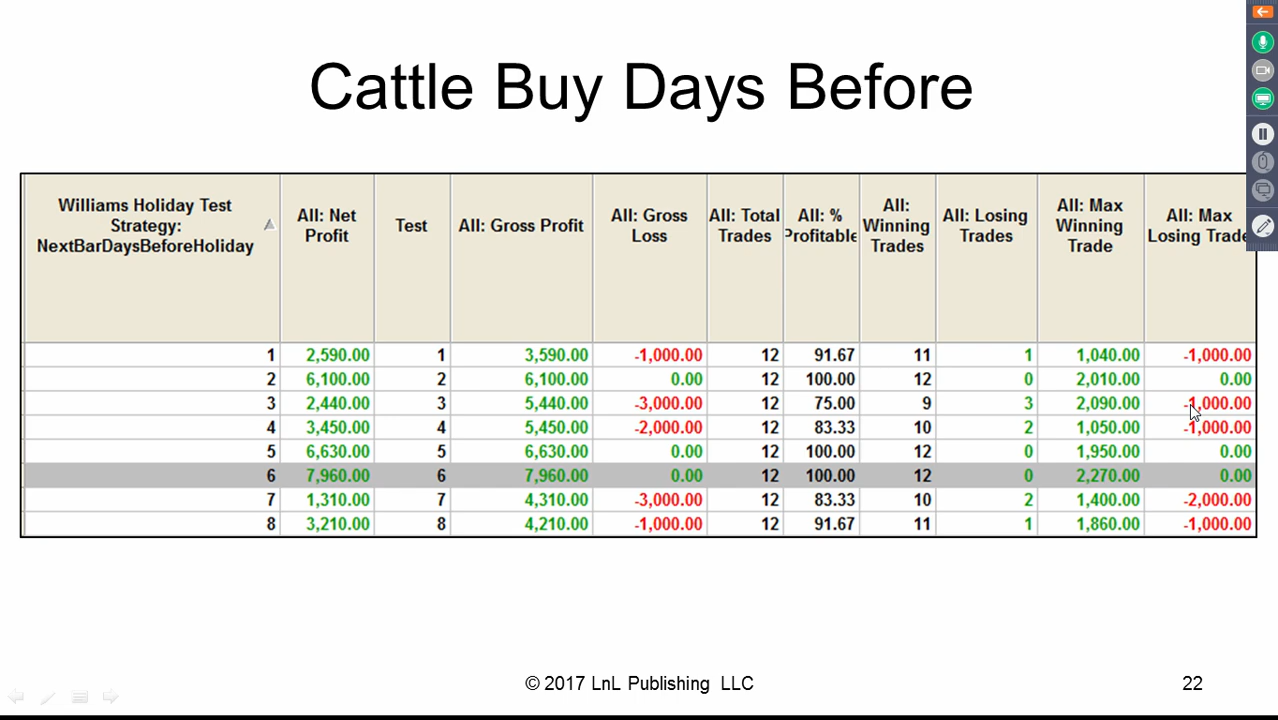 Cattle Buy Days Before
Williams Holiday Test Strategy: NextBarDaysBeforeHoliday All: Net Profit Test All: Gross Profit All: Gross Loss All: Total Trades All: % Profitable All: Winning Trades All: Losing Trades All: Max Winning Trade All: Max Losing Trade
1 2,590.00 1 3,590.00 -1,000.00 12 91.67 11 1 1,040.00 -1,000.00
2 6,100.00 2 6,100.00 0.00 12 100.00 12 0 2,010.00 0.00
3 2,440.00 3 5,440.00 -3,000.00 12 75.00 9 3 2,090.00 -1,000.00
4 3,450.00 4 5,450.00 -2,000.00 12 83.33 10 2 1,050.00 -1,000.00
5 6,630.00 5 6,630.00 0.00 12 100.00 12 0 1,950.00 0.00
6 7,960.00 6 7,960.00 0.00 12 100.00 12 0 2,270.00 0.00
7 1,310.00 7 4,310.00 -3,000.00 12 83.33 10 2 1,400.00 -2,000.00
8 3,210.00 8 4,210.00 -1,000.00 12 91.67 11 1 1,860.00 -1,000.00
© 2017 LnL Publishing LLC
22